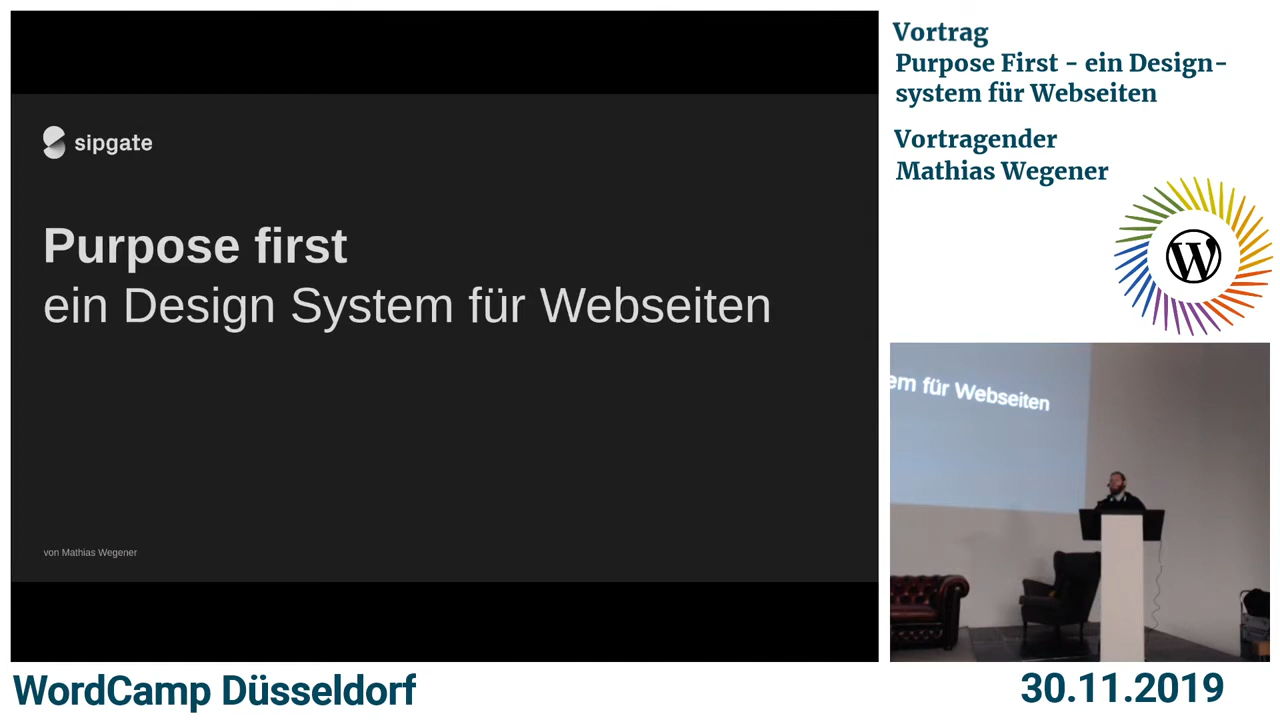 sipgate
Purpose first
ein Design System für Webseiten
von Mathias Wegener
Vortrag
Purpose First - ein Design-
system für Webseiten
Vortragender
Mathias Wegener
W
em für Webseiten
WordCamp Düsseldorf
30.11.2019